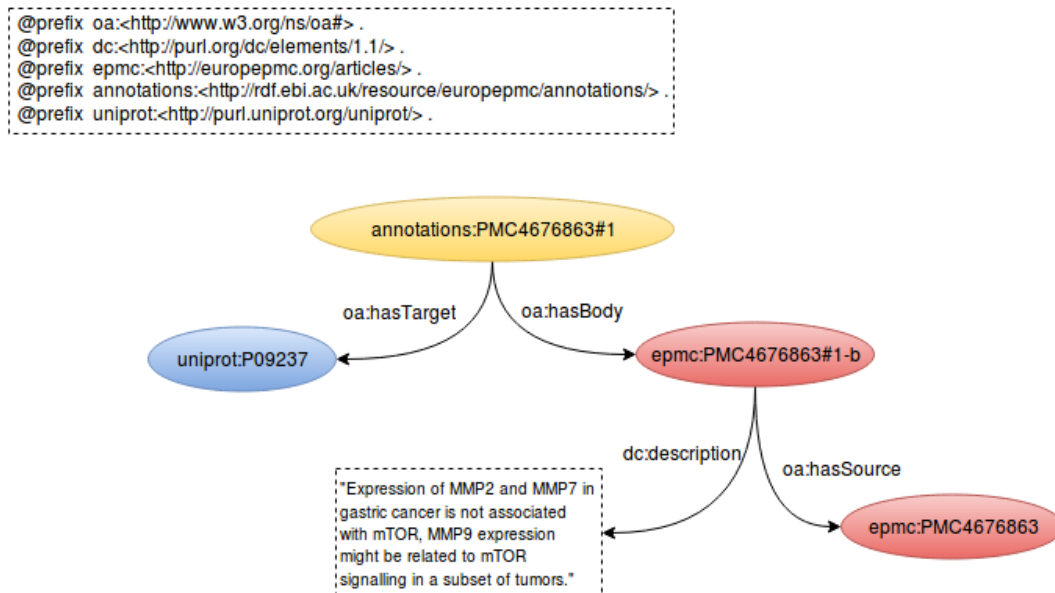 @prefix oa:<http://www.w3.org/ns/oa#> .
@prefix dc:<http://purl.org/dc/elements/1.1/> .
@prefix epmc:<http://europepmc.org/articles/> .
@prefix annotations:<http://rdf.ebi.ac.uk/resource/europepmc/annotations/> .
@prefix uniprot:<http://purl.uniprot.org/uniprot/> .
annotations:PMC4676863#1
oa:hasTarget
oa:hasBody
uniprot:P09237
epmc:PMC4676863#1-b
dc:description
oa:hasSource
"Expression of MMP2 and MMP7 in
gastric cancer is not associated
with mTOR, MMP9 expression
might be related to mTOR
signalling in a subset of tumors."
epmc:PMC4676863